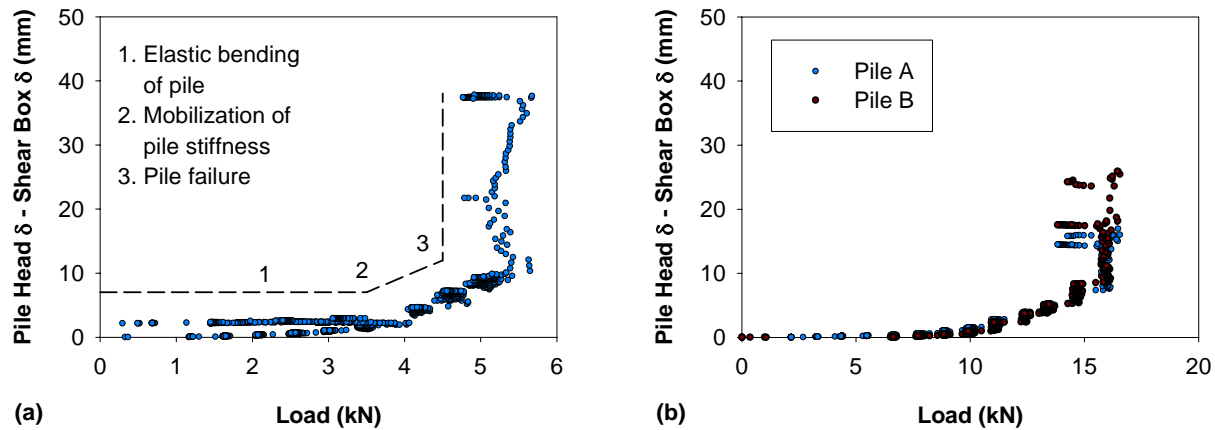 Pile Head δ - Shear Box δ (mm)
50
40
30
20
10
0
1. Elastic bending
of pile
2. Mobilization of
pile stiffness
3. Pile failure
1
2
3
0 1 2 3 4 5 6
Load (kN)
(a)
Pile Head δ - Shear Box δ (mm)
50
40
30
20
10
0
Pile A
Pile B
0 5 10 15 20
Load (kN)
(b)